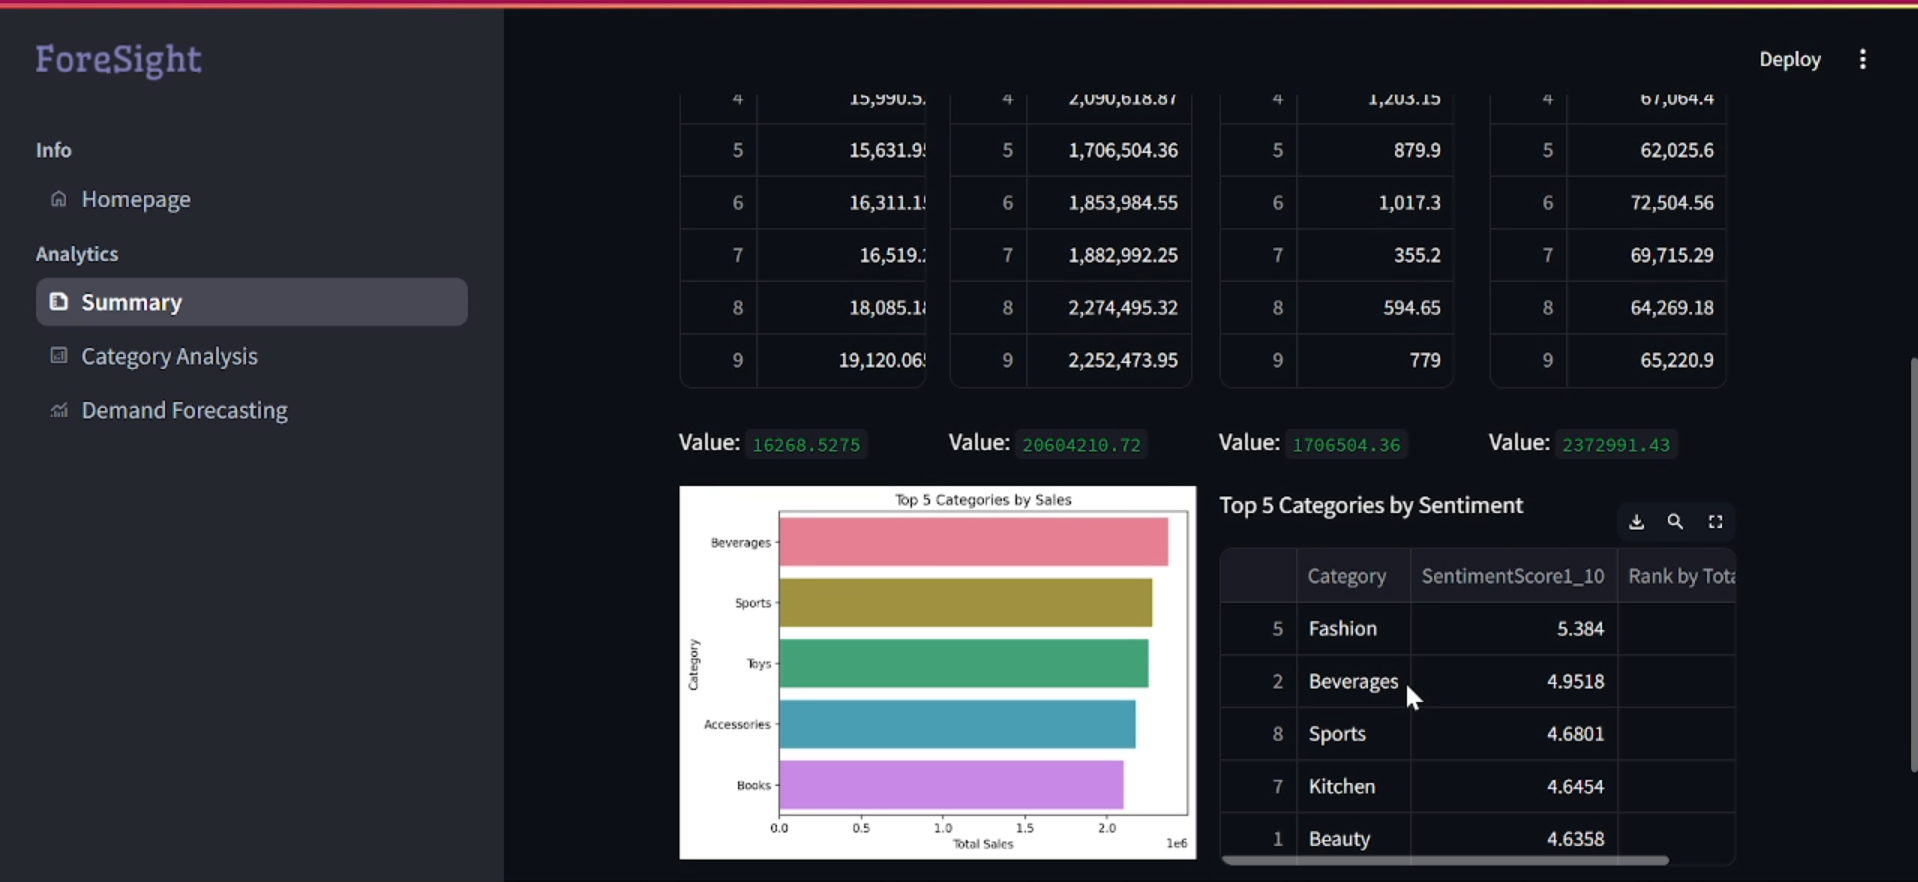 ForeSight
Deploy
Info
Homepage
Analytics
Summary
Category Analysis
Demand Forecasting
4 15,990.5 4 2,090,618.87 4 1,203.15 4 67,064.4
5 15,631.9 5 1,706,504.36 5 879.9 5 62,025.6
6 16,311.1 6 1,853,984.55 6 1,017.3 6 72,504.56
7 16,519. 7 1,882,992.25 7 355.2 7 69,715.29
8 18,085.1 8 2,274,495.32 8 594.65 8 64,269.18
9 19,120.06 9 2,252,473.95 9 779 9 65,220.9
Value: 16268.5275 Value: 20604210.72 Value: 1706504.36 Value: 2372991.43
Top 5 Categories by Sales
Beverages
Sports
Toys
Accessories
Books
Category
0.0 0.5 1.0 1.5 2.0
Total Sales
1e6
Top 5 Categories by Sentiment
Category SentimentScore1_10 Rank by Tota
5 Fashion 5.384
2 Beverages 4.9518
8 Sports 4.6801
7 Kitchen 4.6454
1 Beauty 4.6358